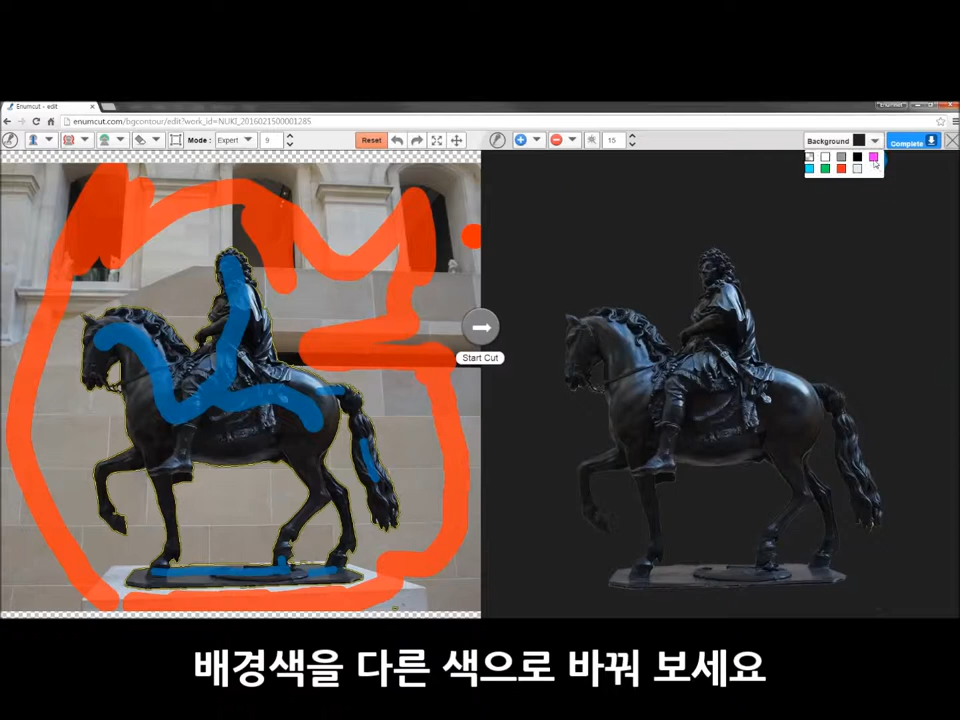 Enumcut - edit
enumcut.com/bgcontour/edit?work_id=NUKI_2016021500001285
Mode : Expert 9 Reset 15 Background Complete
Start Cut
배경색을 다른 색으로 바꿔 보세요